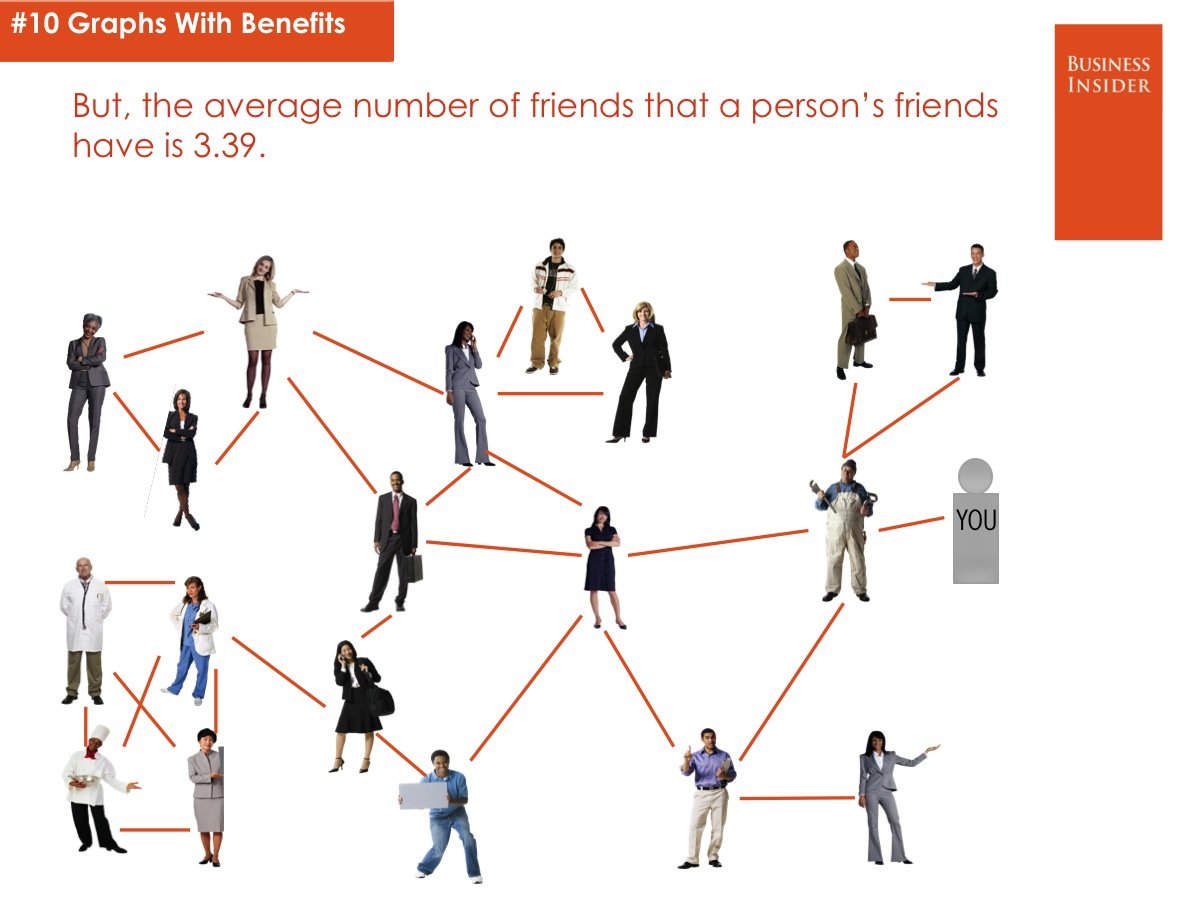 #10 Graphs With Benefits
BUSINESS
INSIDER
But, the average number of friends that a person’s friends
have is 3.39.
YOU